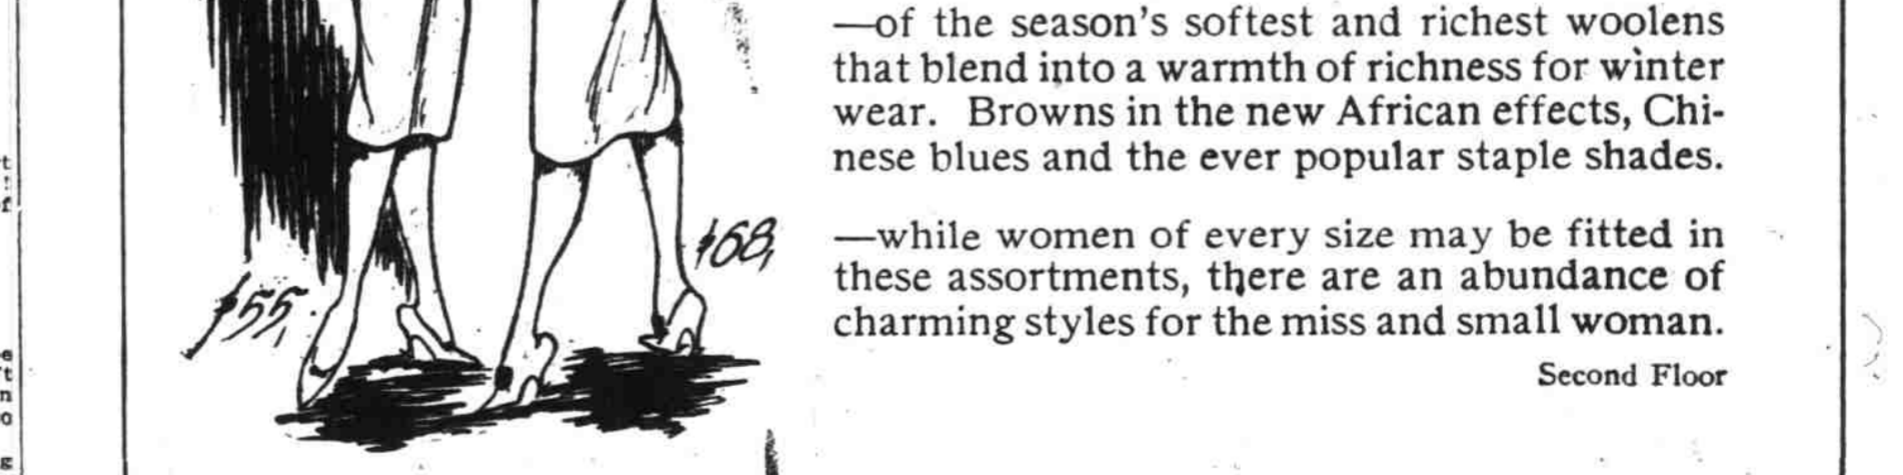 —of the season's softest and richest woolens
that blend into a warmth of richness for winter
wear. Browns in the new African effects, Chi-
nese blues and the ever popular staple shades.
—while women of every size may be fitted in
these assortments, there are an abundance of
charming styles for the miss and small woman.
Second Floor
$68,
$55,
t
f
e
t
n
o
g